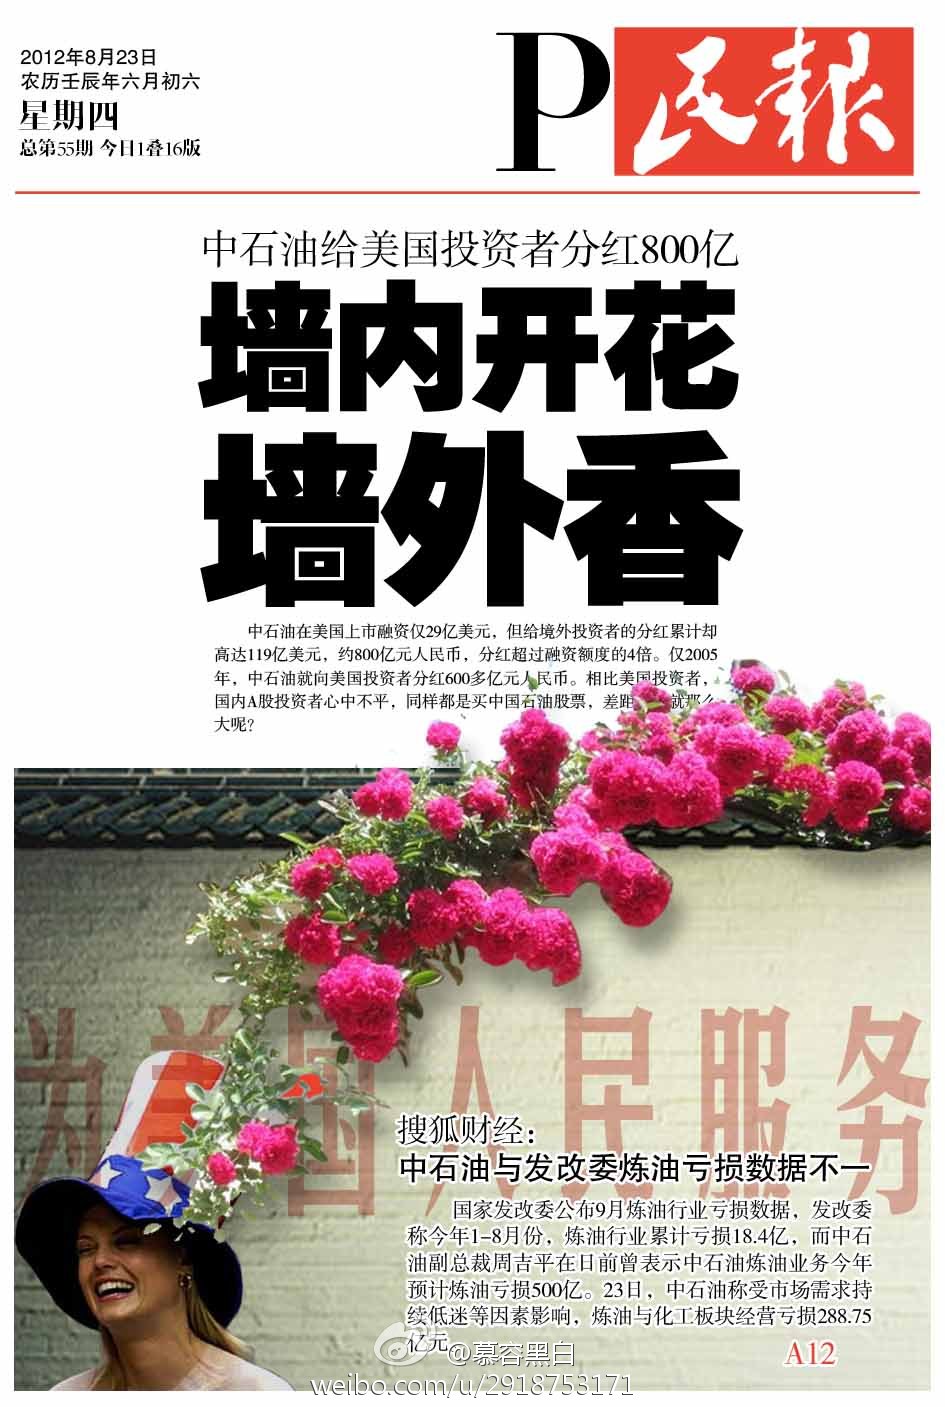 2012年8月23日
农历壬辰年六月初六
星期四
总第55期 今日1叠16版
P民報
中石油给美国投资者分红800亿
墙内开花
墙外香
中石油在美国上市融资仅29亿美元，但给境外投资者的分红累计却
高达119亿美元，约800亿元人民币，分红超过融资额度的4倍。仅2005
年，中石油就向美国投资者分红600多亿元人民币。相比美国投资者，
国内A股投资者心中不平，同样都是买中国石油股票，差距 就那么
大呢？
为美国人民服务
搜狐财经：
中石油与发改委炼油亏损数据不一
国家发改委公布9月炼油行业亏损数据，发改委
称今年1-8月份，炼油行业累计亏损18.4亿，而中石
油副总裁周吉平在日前曾表示中石油炼油业务今年
预计炼油亏损500亿。23日，中石油称受市场需求持
续低迷等因素影响，炼油与化工板块经营亏损288.75
亿元。
A12
@慕容黑白
weibo.com/u/2918753171